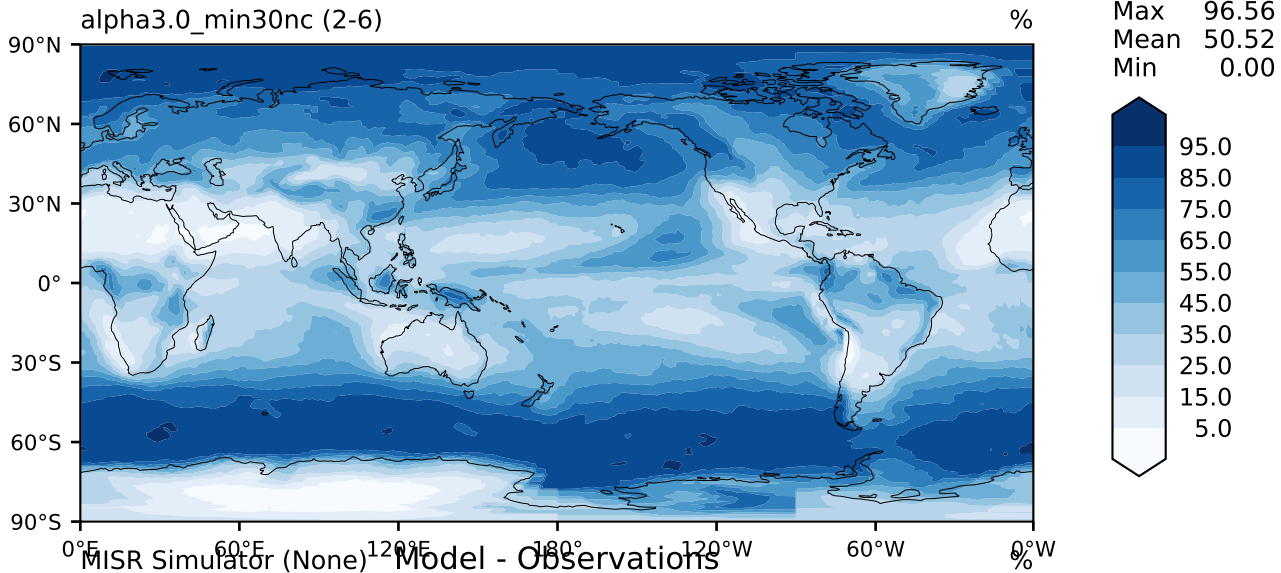 alpha3.0_min30nc (2-6) %
Max 96.56
Mean 50.52
Min 0.00
90°N
60°N
30°N
0°
30°S
60°S
90°S
0°E 60°E 120°E 180° 120°W 60°W 0°W
95.0
85.0
75.0
65.0
55.0
45.0
35.0
25.0
15.0
5.0
MISR Simulator (None) Model - Observations %